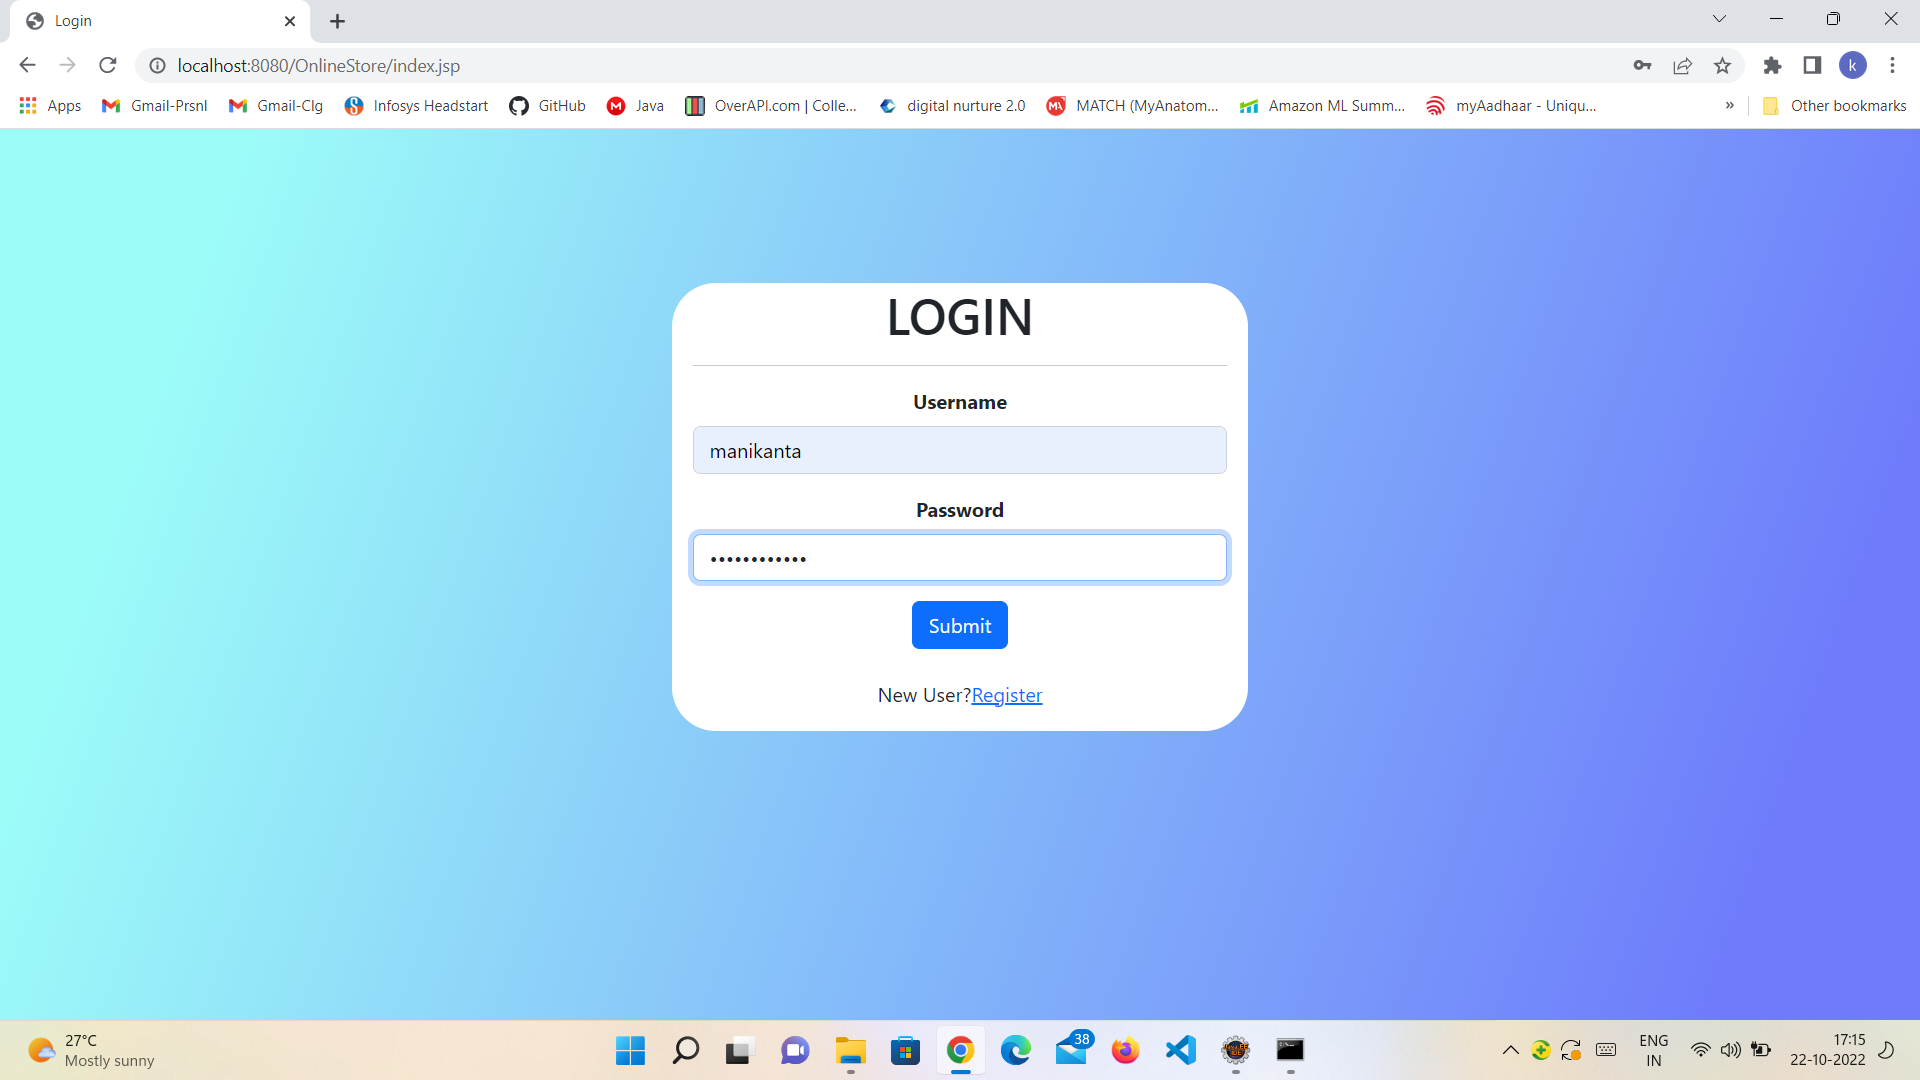 Login
localhost:8080/OnlineStore/index.jsp
k
Apps Gmail-Prsnl Gmail-Clg Infosys Headstart GitHub Java OverAPI.com | Colle... digital nurture 2.0 MATCH (MyAnatom... Amazon ML Summ... myAadhaar - Uniqu... » Other bookmarks
LOGIN
Username
manikanta
Password
••••••••••••
Submit
New User?Register
27°C
Mostly sunny
38
ENG
IN
17:15
22-10-2022